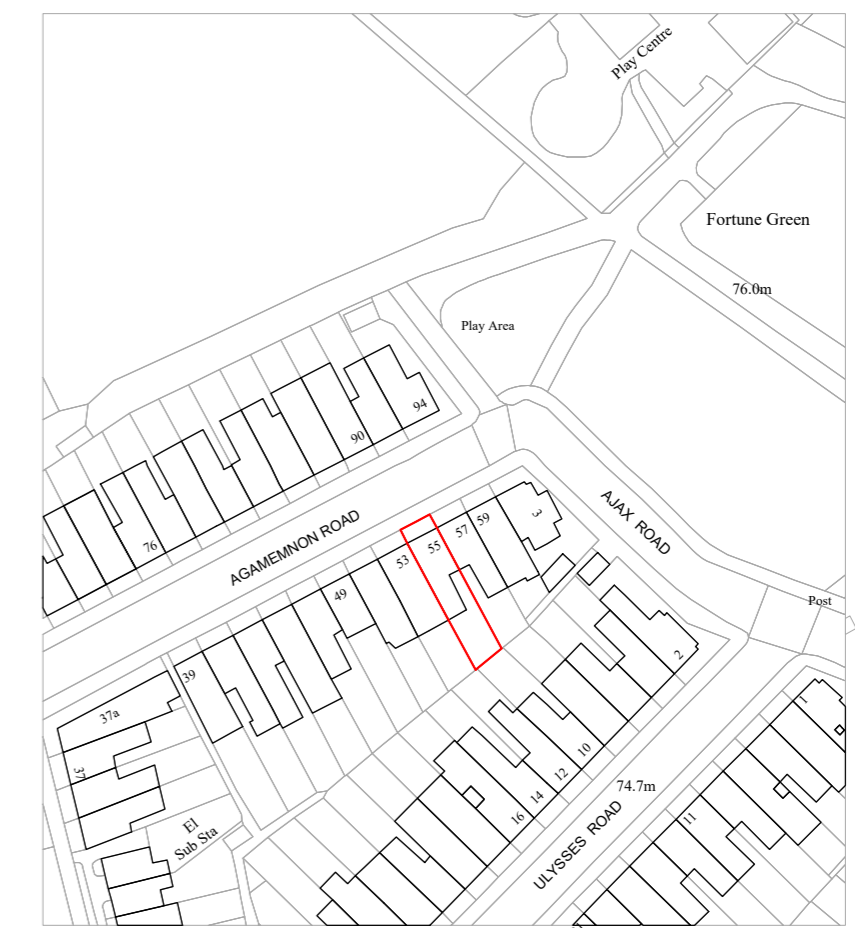 Play Centre
Fortune Green
76.0m
Play Area
94
90
76
AGAMEMNON ROAD
AJAX ROAD
3
59
57
55
53
49
39
37a
37
Post
2
1
10
12
14
16
74.7m
ULYSSES ROAD
11
El
Sub Sta